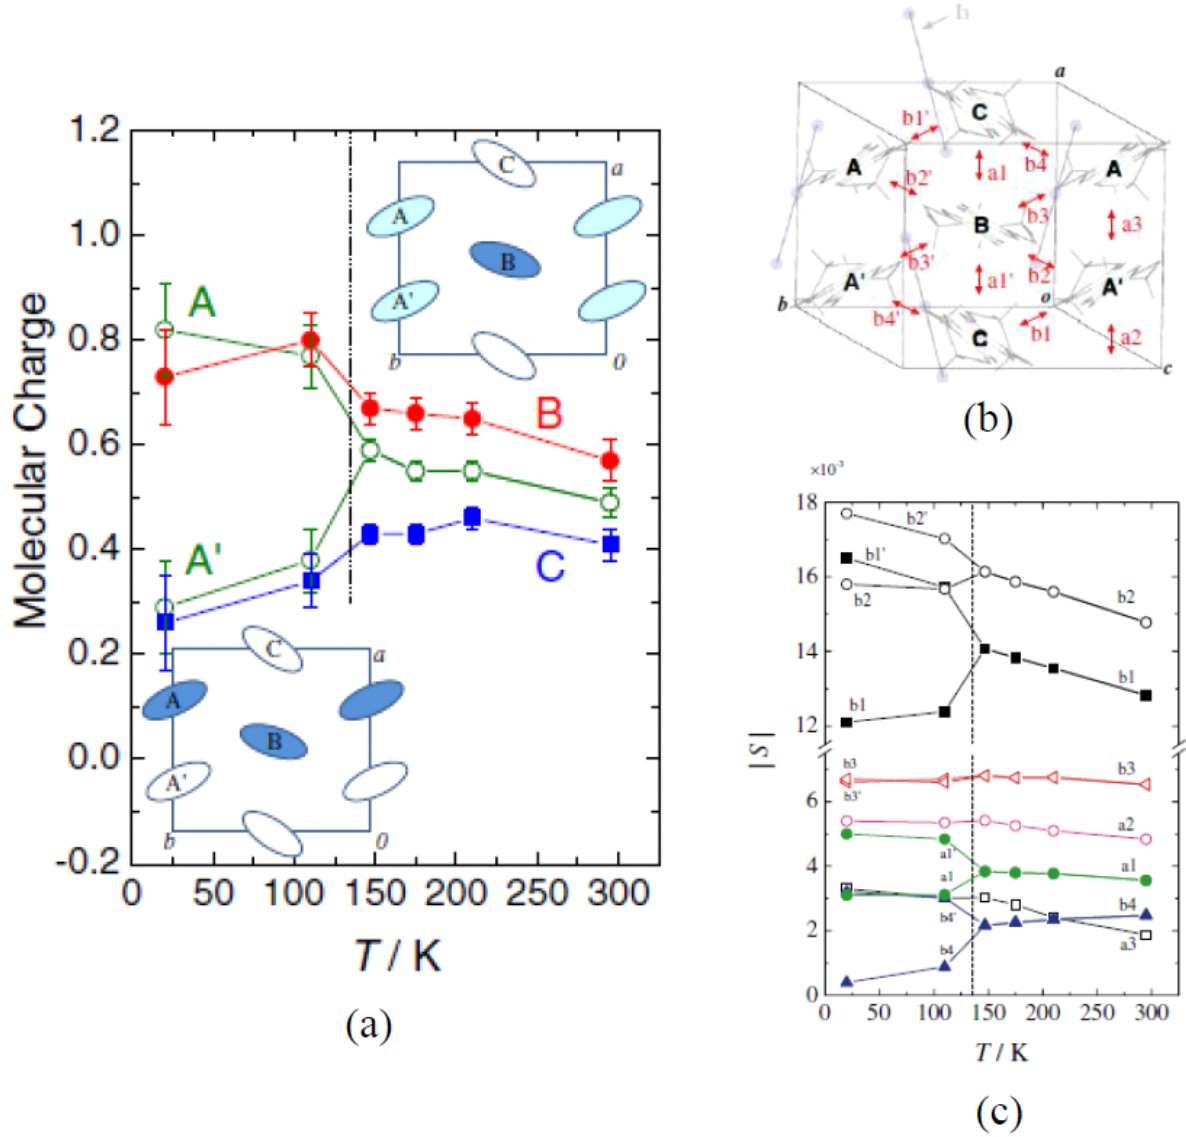 1.2
1.0
0.8
0.6
0.4
0.2
0.0
-0.2
Molecular Charge
0 50 100 150 200 250 300
T / K
A
B
A'
C
C
a
A
B
A'
b
0
C
a
A
B
A'
b
0
(a)
I₃
a
C
b1'
b4
A
a1
A
b2'
b3
B
a3
b3'
b2
A'
a1'
A'
b
o
b4'
C
b1
a2
c
(b)
×10⁻³
18
16
14
12
6
4
2
0
|S|
b2'
b1'
b2
b2
b1
b1
b3
b3'
b3
a2
a1'
a1
a1
b4'
b4
b4
a3
0 50 100 150 200 250 300
T / K
(c)